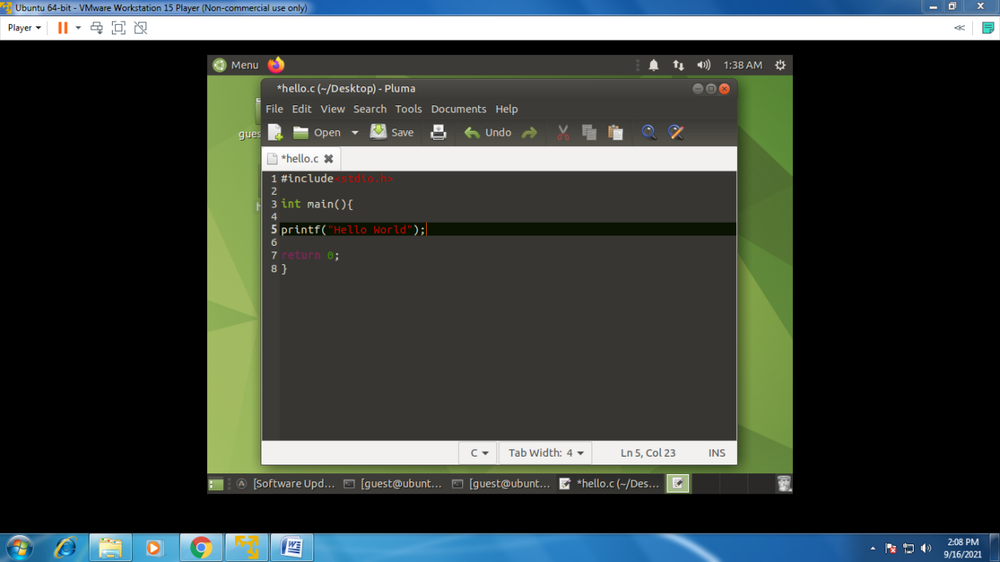 Ubuntu 64-bit - VMware Workstation 15 Player (Non-commercial use only)
Player
Menu
1:38 AM
*hello.c (~/Desktop) - Pluma
File Edit View Search Tools Documents Help
Open Save Undo
*hello.c
1 #include<stdio.h>
2
3 int main(){
4
5 printf("Hello World");
6
7 return 0;
8 }
C Tab Width: 4 Ln 5, Col 23 INS
[Software Upd... [guest@ubunt... [guest@ubunt... *hello.c (~/Des...
2:08 PM
9/16/2021